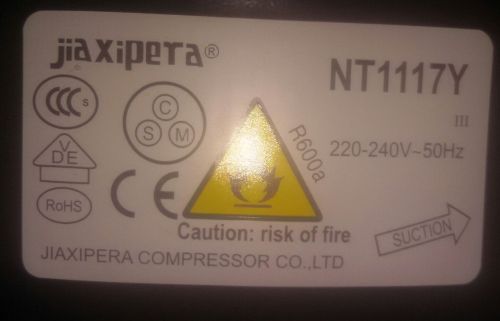 jiaxipera®
NT1117Y
CCC S
C
S M
III
R600a
220-240V~50Hz
VDE
RoHS
CE
Caution: risk of fire
SUCTION
JIAXIPERA COMPRESSOR CO.,LTD